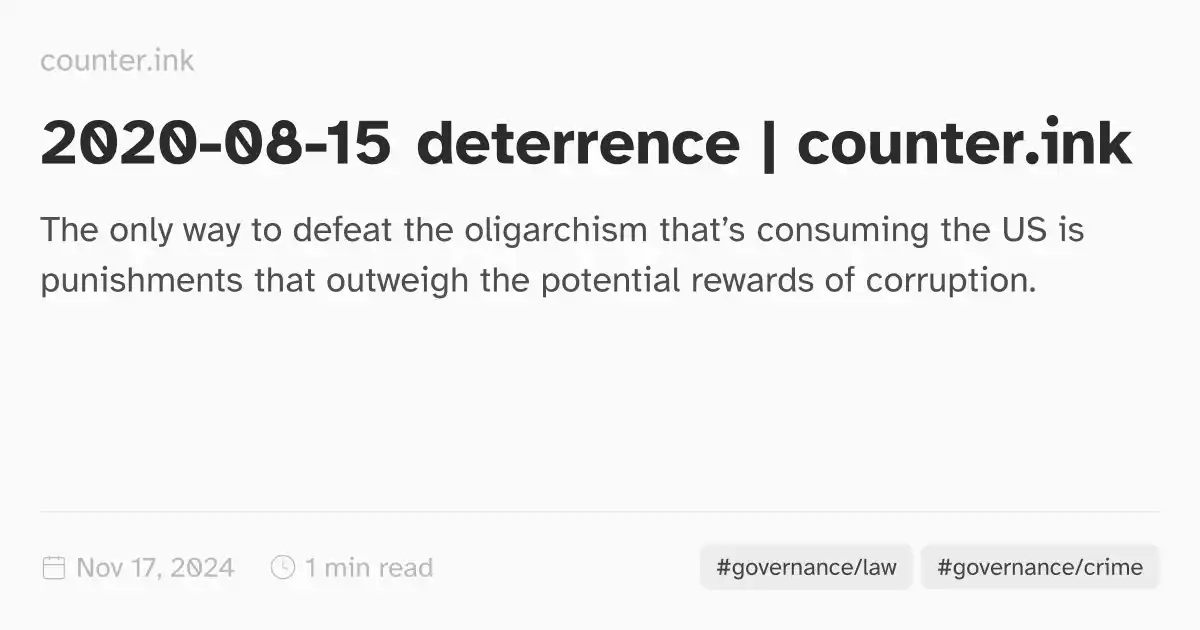 counter.ink
2020-08-15 deterrence | counter.ink
The only way to defeat the oligarchism that’s consuming the US is
punishments that outweigh the potential rewards of corruption.
Nov 17, 2024 1 min read #governance/law #governance/crime